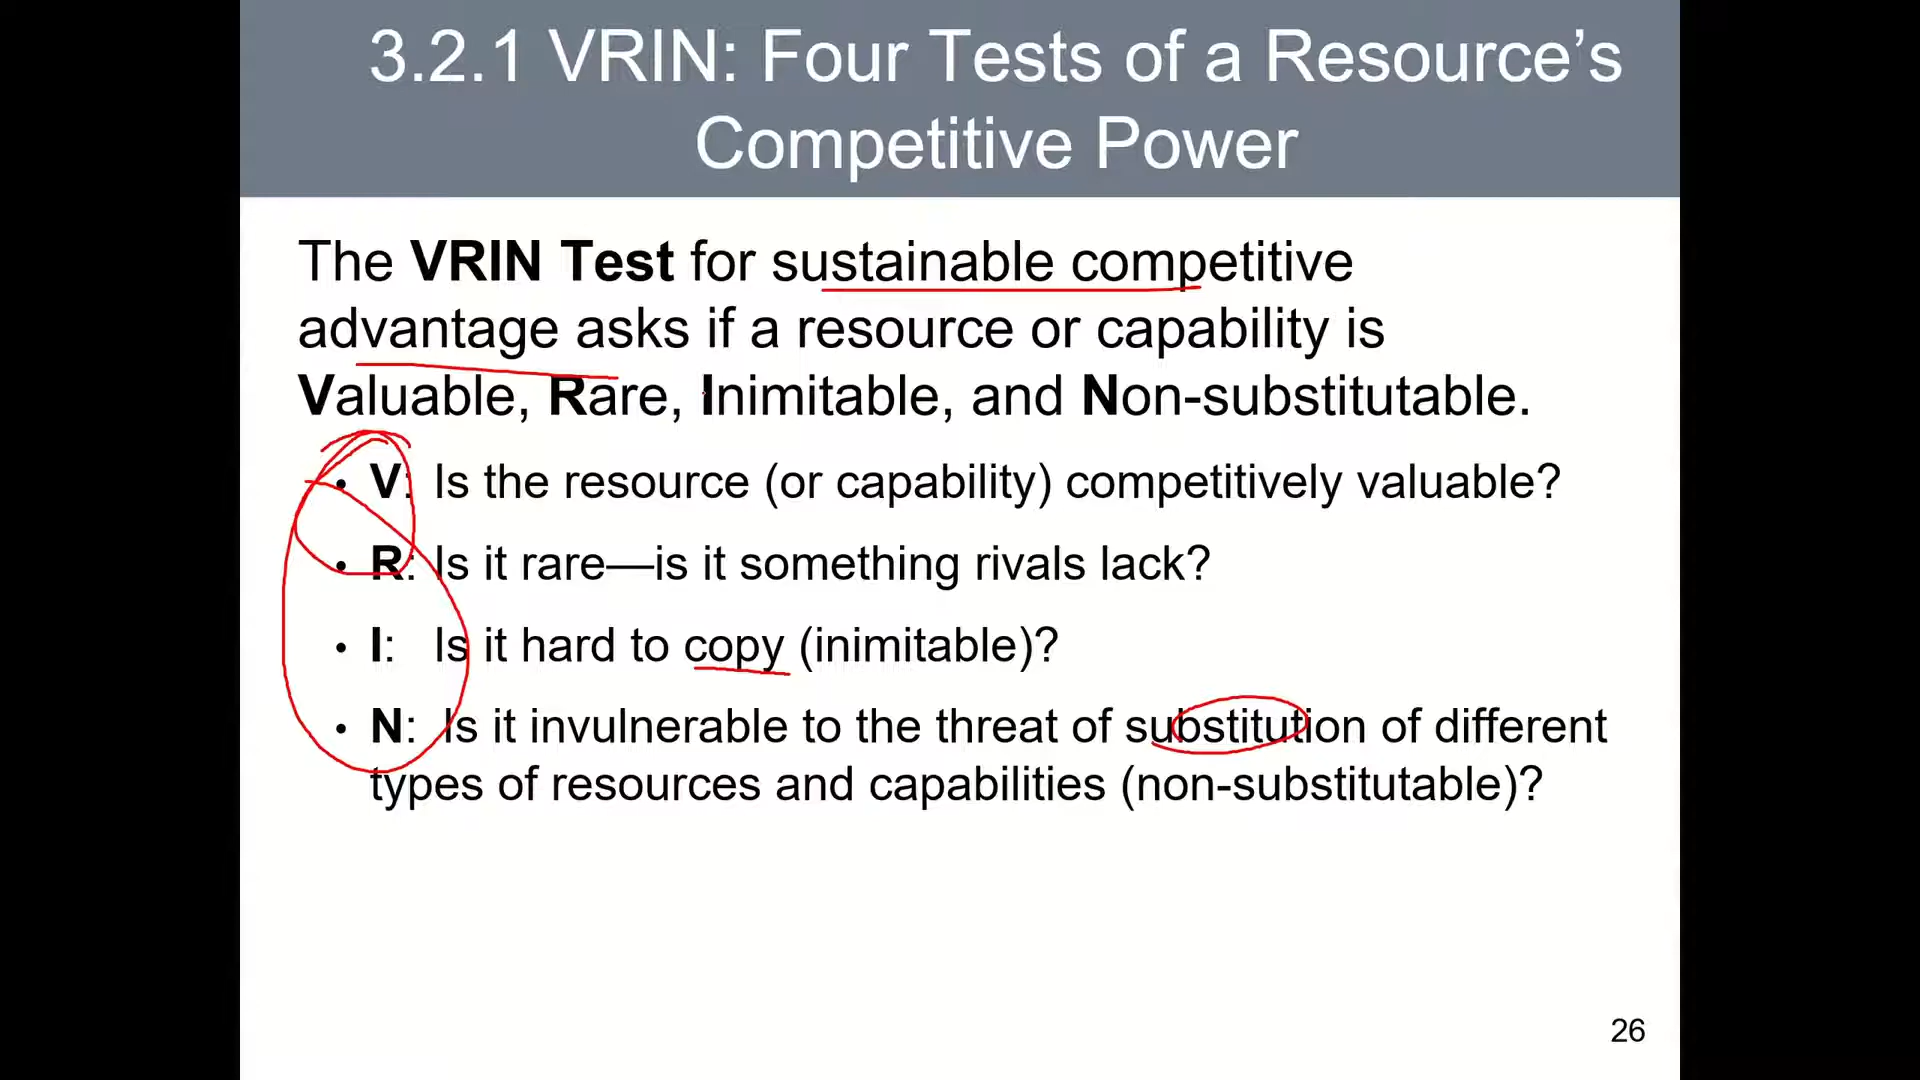 3.2.1 VRIN: Four Tests of a Resource’s
Competitive Power
The VRIN Test for sustainable competitive
advantage asks if a resource or capability is
Valuable, Rare, Inimitable, and Non-substitutable.
• V: Is the resource (or capability) competitively valuable?
• R: Is it rare—is it something rivals lack?
• I: Is it hard to copy (inimitable)?
• N: Is it invulnerable to the threat of substitution of different
types of resources and capabilities (non-substitutable)?
26